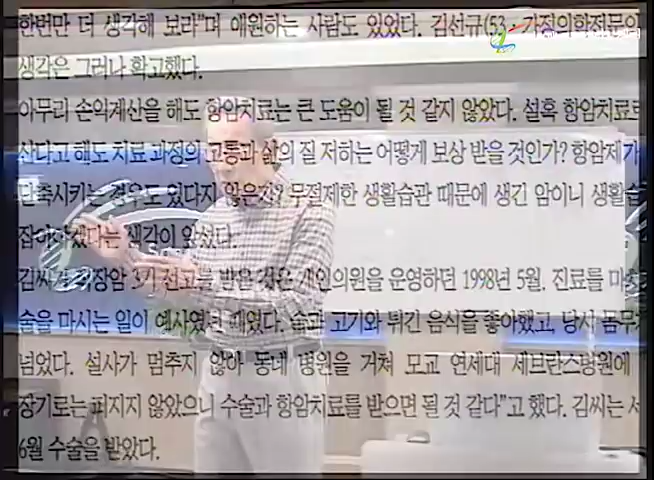 한번만 더 생각해 보라"며 애원하는 사람도 있었다. 김선규(53·가정의학전문의
생각은 그러나 확고했다.
아무리 손익계산을 해도 항암치료는 큰 도움이 될 것 같지 않았다. 설혹 항암치료로
산다고 해도 치료 과정의 고통과 삶의 질 저하는 어떻게 보상 받을 것인가? 항암제가
단축시키는 경우도 있다지 않은가? 무절제한 생활습관 때문에 생긴 암이니 생활습
잡아야겠다는 생각이 앞섰다.
김씨가 직장암 3기 선고를 받은 것은 개인의원을 운영하던 1998년 5월. 진료를 마치
술을 마시는 일이 예사였던 때였다. 술과 고기와 튀긴 음식을 좋아했고, 당시 몸무
넘었다. 설사가 멈추지 않아 동네 병원을 거쳐 모교 연세대 세브란스병원에
장기로는 퍼지지 않았으니 수술과 항암치료를 받으면 될 것 같다"고 했다. 김씨는 서
6월 수술을 받았다.